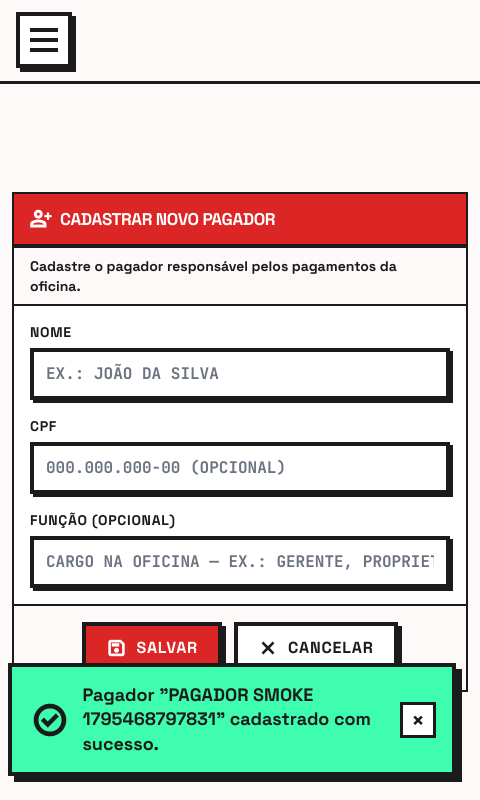 CADASTRAR NOVO PAGADOR
Cadastre o pagador responsável pelos pagamentos da
oficina.
NOME
EX.: JOÃO DA SILVA
CPF
000.000.000-00 (OPCIONAL)
FUNÇÃO (OPCIONAL)
CARGO NA OFICINA — EX.: GERENTE, PROPRIET
SALVAR
CANCELAR
Pagador "PAGADOR SMOKE
1795468797831" cadastrado com
sucesso.